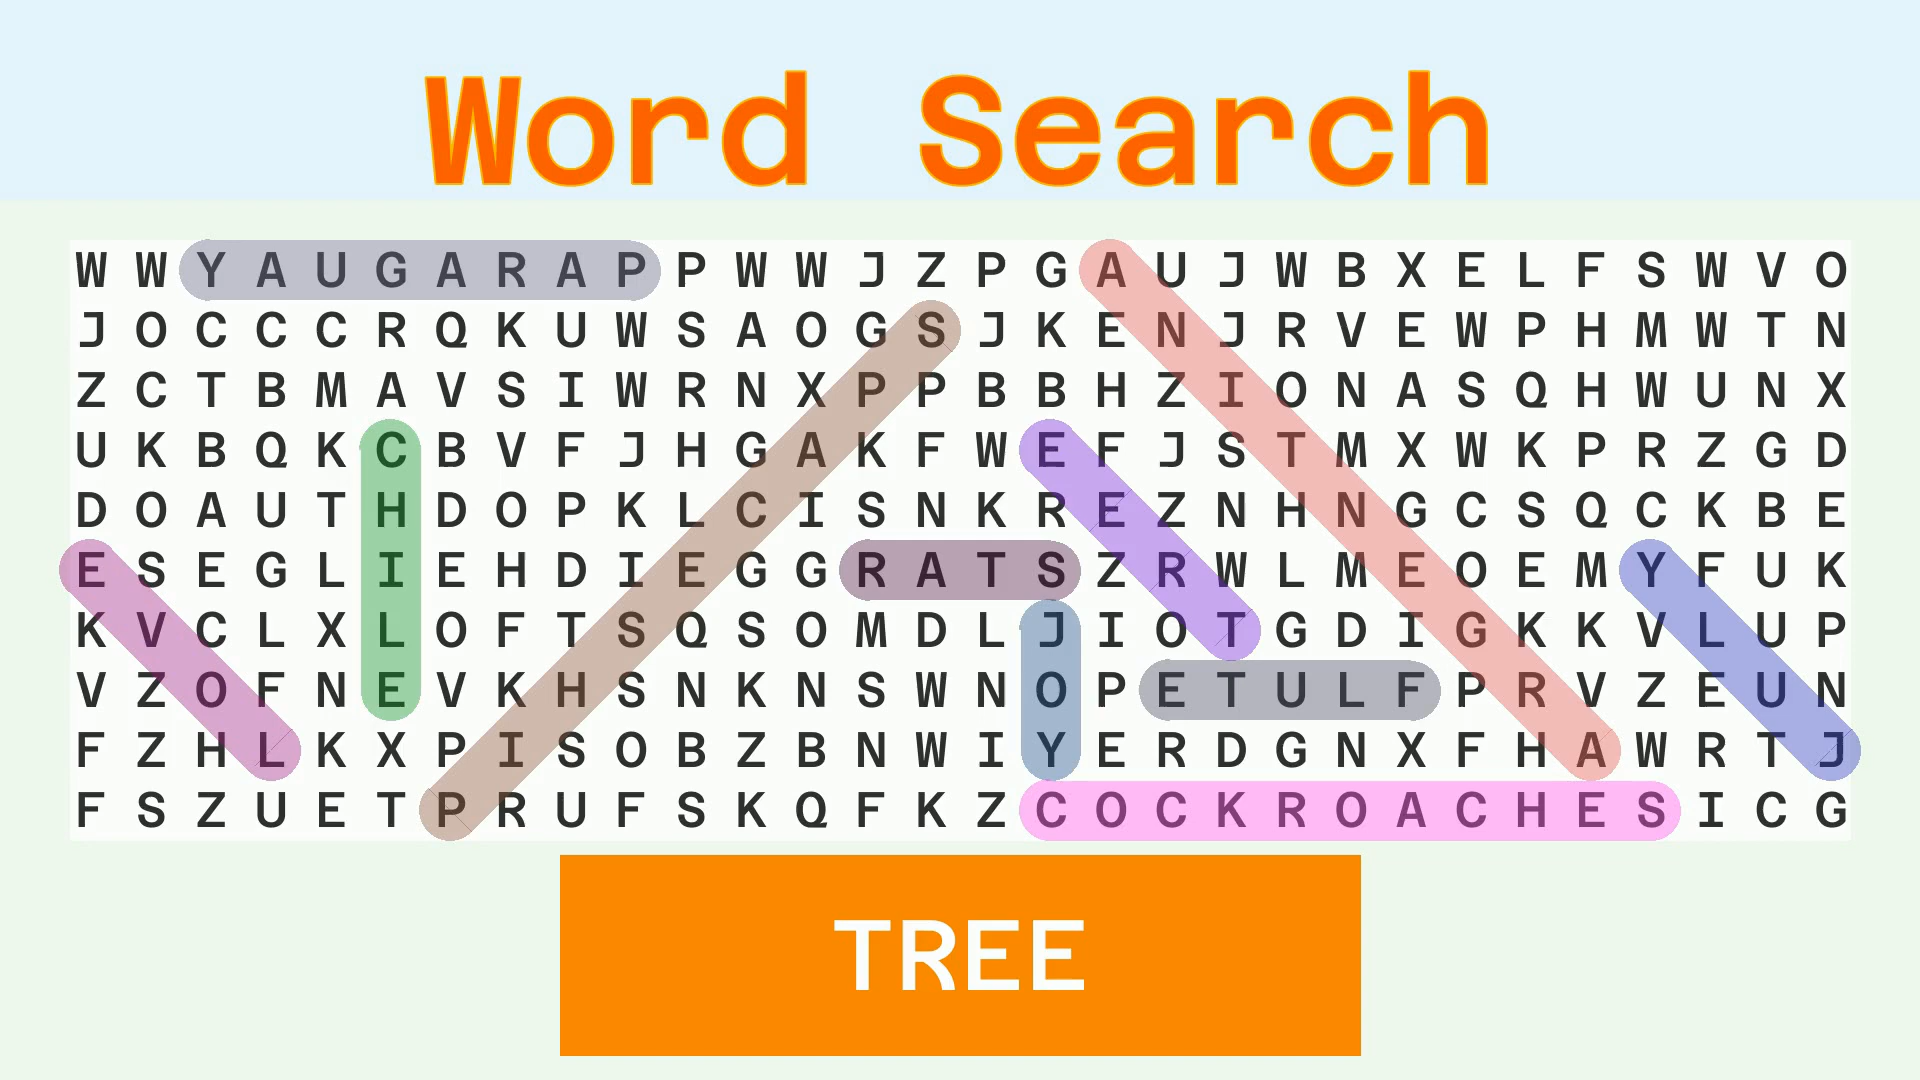 Word Search
W W Y A U G A R A P P W W J Z P G A U J W B X E L F S W V O
J O C C C R Q K U W S A O G S J K E N J R V E W P H M W T N
Z C T B M A V S I W R N X P P B B H Z I O N A S Q H W U N X
U K B Q K C B V F J H G A K F W E F J S T M X W K P R Z G D
D O A U T H D O P K L C I S N K R E Z N H N G C S Q C K B E
E S E G L I E H D I E G G R A T S Z R W L M E O E M Y F U K
K V C L X L O F T S Q S O M D L J I O T G D I G K K V L U P
V Z O F N E V K H S N K N S W N O P E T U L F P R V Z E U N
F Z H L K X P I S O B Z B N W I Y E R D G N X F H A W R T J
F S Z U E T P R U F S K Q F K Z C O C K R O A C H E S I C G
TREE